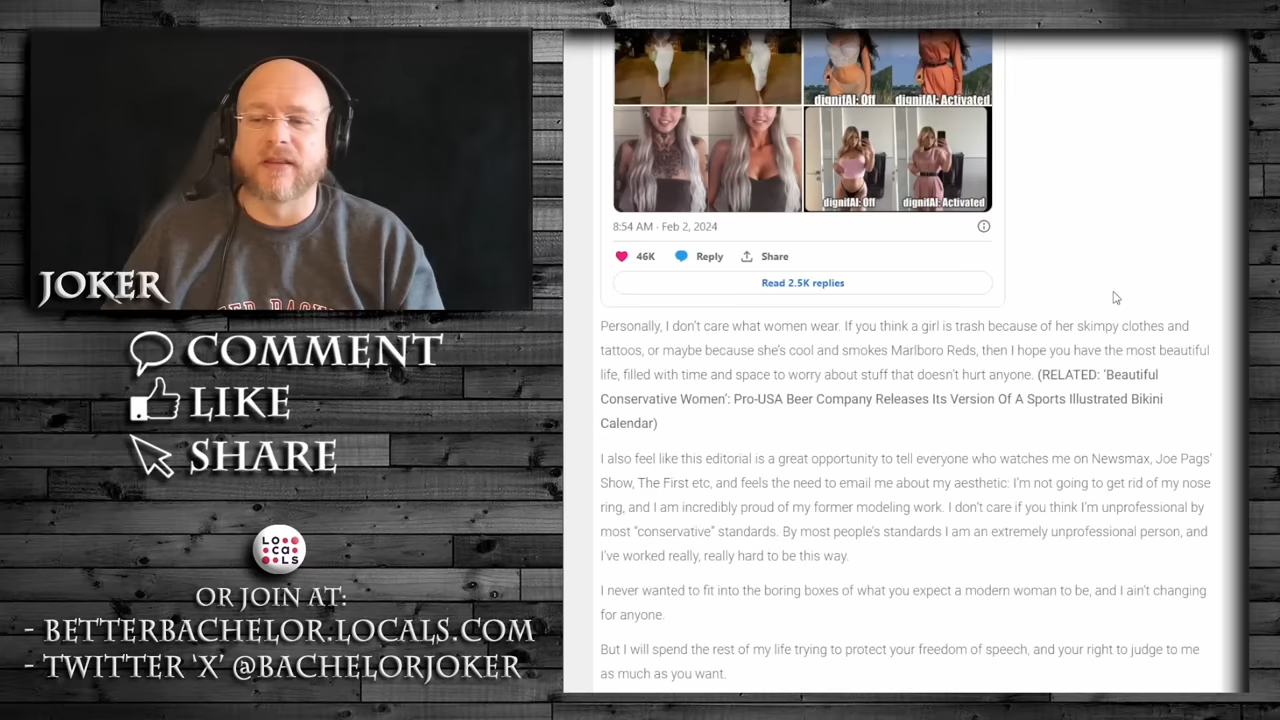 JOKER
COMMENT
LIKE
SHARE
LOCALS
OR JOIN AT:
- BETTERBACHELOR.LOCALS.COM
- TWITTER 'X' @BACHELORJOKER
dignifAI: Off
dignifAI: Activated
dignifAI: Off
dignifAI: Activated
8:54 AM · Feb 2, 2024
46K Reply Share
Read 2.5K replies
Personally, I don't care what women wear. If you think a girl is trash because of her skimpy clothes and
tattoos, or maybe because she's cool and smokes Marlboro Reds, then I hope you have the most beautiful
life, filled with time and space to worry about stuff that doesn't hurt anyone. (RELATED: 'Beautiful
Conservative Women': Pro-USA Beer Company Releases Its Version Of A Sports Illustrated Bikini
Calendar)
I also feel like this editorial is a great opportunity to tell everyone who watches me on Newsmax, Joe Pags'
Show, The First etc, and feels the need to email me about my aesthetic: I'm not going to get rid of my nose
ring, and I am incredibly proud of my former modeling work. I don't care if you think I'm unprofessional by
most "conservative" standards. By most people's standards I am an extremely unprofessional person, and
I've worked really, really hard to be this way.
I never wanted to fit into the boring boxes of what you expect a modern woman to be, and I ain't changing
for anyone.
But I will spend the rest of my life trying to protect your freedom of speech, and your right to judge to me
as much as you want.